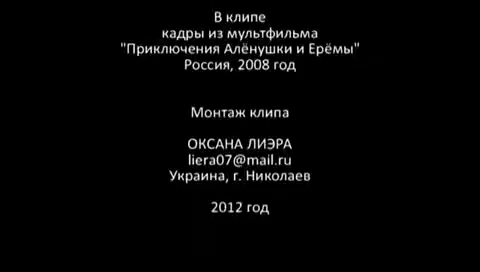 В клипе
кадры из мультфильма
"Приключения Алёнушки и Ерёмы"
Россия, 2008 год
Монтаж клипа
ОКСАНА ЛИЭРА
liera07@mail.ru
Украина, г. Николаев
2012 год